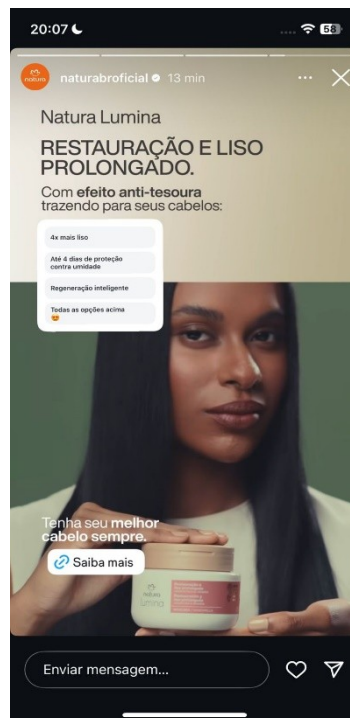 20:07
58
natura
naturabroficial 13 min
Natura Lumina
RESTAURAÇÃO E LISO
PROLONGADO.
Com efeito anti-tesoura
trazendo para seus cabelos:
4x mais liso
Até 4 dias de proteção
contra umidade
Regeneração inteligente
Todas as opções acima
😍
Tenha seu melhor
cabelo sempre.
Saiba mais
natura
lumina
Enviar mensagem...